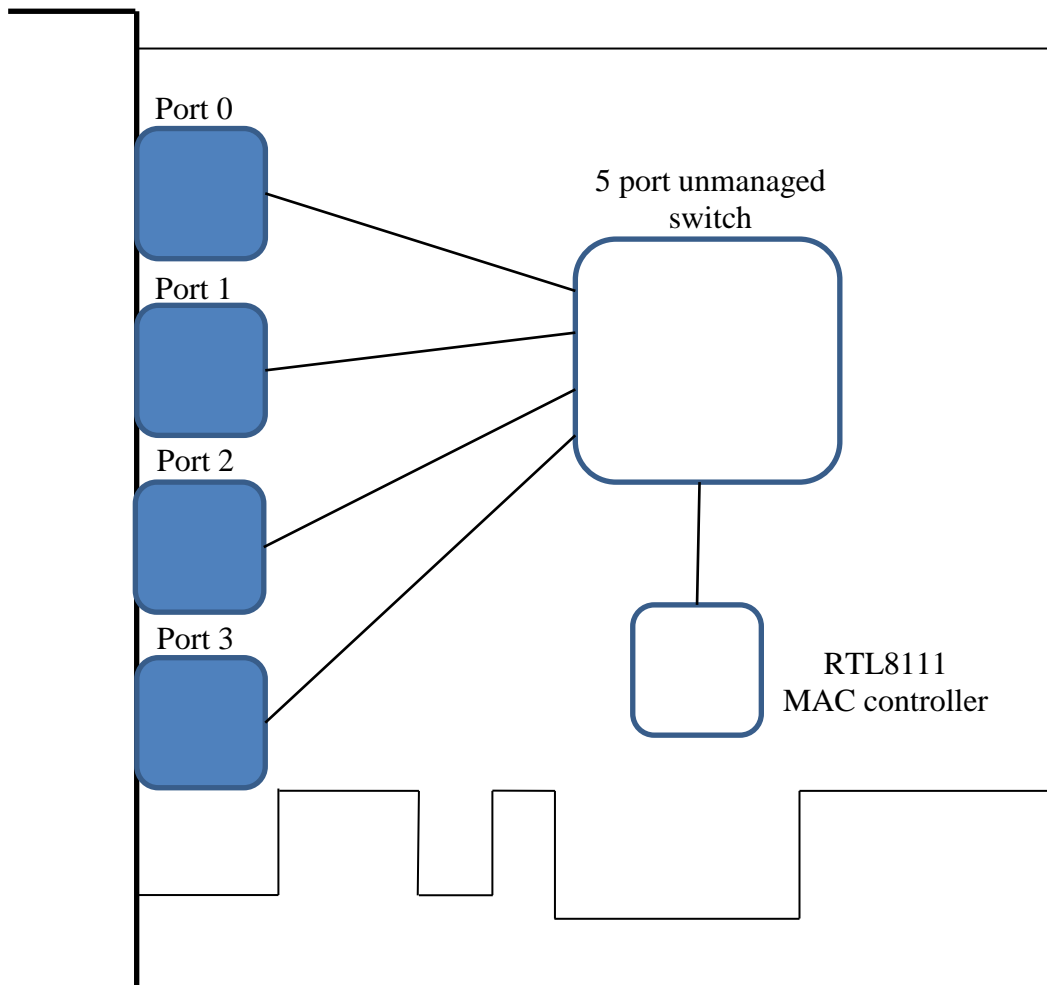 Port 0
5 port unmanaged
switch
Port 1
Port 2
Port 3
RTL8111
MAC controller